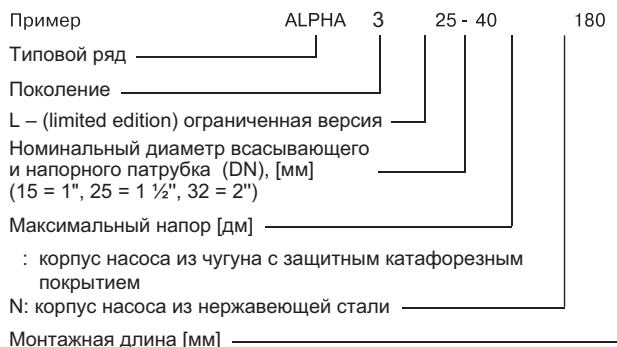 Пример ALPHA 3 25 - 40 180
Типовой ряд
Поколение
L – (limited edition) ограниченная версия
Номинальный диаметр всасывающего
и напорного патрубка (DN), [мм]
(15 = 1", 25 = 1 ½", 32 = 2")
Максимальный напор [дм]
: корпус насоса из чугуна с защитным катафорезным
покрытием
N: корпус насоса из нержавеющей стали
Монтажная длина [мм]